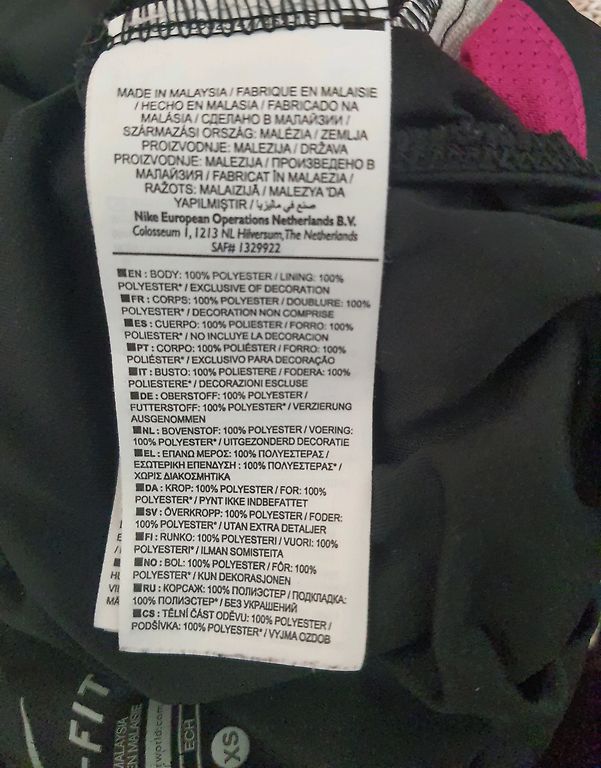 MADE IN MALAYSIA / FABRIQUE EN MALAISIE
/ HECHO EN MALASIA / FABRICADO NA
MALÁSIA / СДЕЛАНО В МАЛАЙЗИИ /
SZÁRMAZÁSI ORSZÁG: MALÉZIA / ZEMLJA
PROIZVODNJE: MALEZIJA / DRŽAVA
PROIZVODNJE: MALEZIJA / ПРОИЗВЕДЕНО В
МАЛАЙЗИЯ / FABRICAT ÎN MALAEZIA /
RAŽOTS: MALAIZIJĀ / MALEZYA'DA
YAPILMIŞTIR / صنع في ماليزيا
Nike European Operations Netherlands B.V.
Colosseum 1, 1213 NL Hilversum, The Netherlands
SAF# 1329922
EN : BODY: 100% POLYESTER / LINING: 100%
POLYESTER* / EXCLUSIVE OF DECORATION
FR : CORPS: 100% POLYESTER / DOUBLURE: 100%
POLYESTER* / DECORATION NON COMPRISE
ES : CUERPO: 100% POLIESTER / FORRO: 100%
POLIESTER* / NO INCLUYE LA DECORACION
PT : CORPO: 100% POLIÉSTER / FORRO: 100%
POLIÉSTER* / EXCLUSIVO PARA DECORAÇÃO
IT : BUSTO: 100% POLIESTERE / FODERA: 100%
POLIESTERE* / DECORAZIONI ESCLUSE
DE : OBERSTOFF: 100% POLYESTER /
FUTTERSTOFF: 100% POLYESTER* / VERZIERUNG
AUSGENOMMEN
NL : BOVENSTOF: 100% POLYESTER / VOERING:
100% POLYESTER* / UITGEZONDERD DECORATIE
EL : ΕΠΑΝΩ ΜΕΡΟΣ: 100% ΠΟΛΥΕΣΤΕΡΑΣ /
ΕΣΩΤΕΡΙΚΗ ΕΠΕΝΔΥΣΗ : 100% ΠΟΛΥΕΣΤΕΡΑΣ* /
ΧΩΡΙΣ ΔΙΑΚΟΣΜΗΤΙΚΑ
DA : KROP: 100% POLYESTER / FOR: 100%
POLYESTER* / PYNT IKKE INDBEFATTET
SV : ÖVERKROPP: 100% POLYESTER / FODER:
100% POLYESTER* / UTAN EXTRA DETALJER
FI : RUNKO: 100% POLYESTERI / VUORI: 100%
POLYESTERI* / ILMAN SOMISTEITA
NO : BOL: 100% POLYESTER / FÔR: 100%
POLYESTER* / KUN DEKORASJONEN
RU : КОРСАЖ: 100% ПОЛИЭСТЕР / ПОДКЛАДКА:
100% ПОЛИЭСТЕР* / БЕЗ УКРАШЕНИЙ
CS : TĚLNÍ ČÁST ODĚVU: 100% POLYESTER /
PODŠÍVKA: 100% POLYESTER* / VYJMA OZDOB
-FIT
MALAYSIA
EN MALAISIE
world.com
ECH
XS